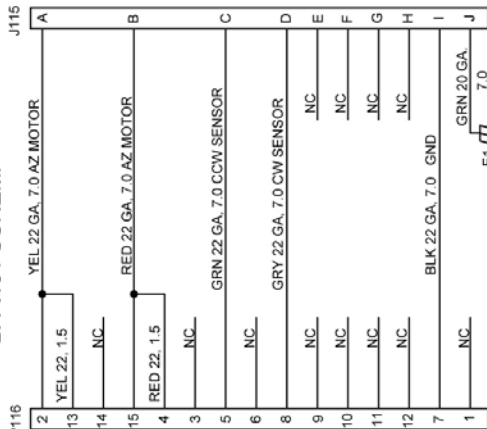 116
J115
2
YEL 22 GA, 7.0 AZ MOTOR
A
13
YEL 22, 1.5
14
NC
15
RED 22 GA, 7.0 AZ MOTOR
B
4
RED 22, 1.5
3
NC
5
GRN 22 GA, 7.0 CCW SENSOR
C
6
NC
8
GRY 22 GA, 7.0 CW SENSOR
D
9
NC
NC
E
10
NC
NC
F
11
NC
NC
G
12
NC
NC
H
7
BLK 22 GA, 7.0 GND
I
1
NC
GRN 20 GA,
J
7.0
E1